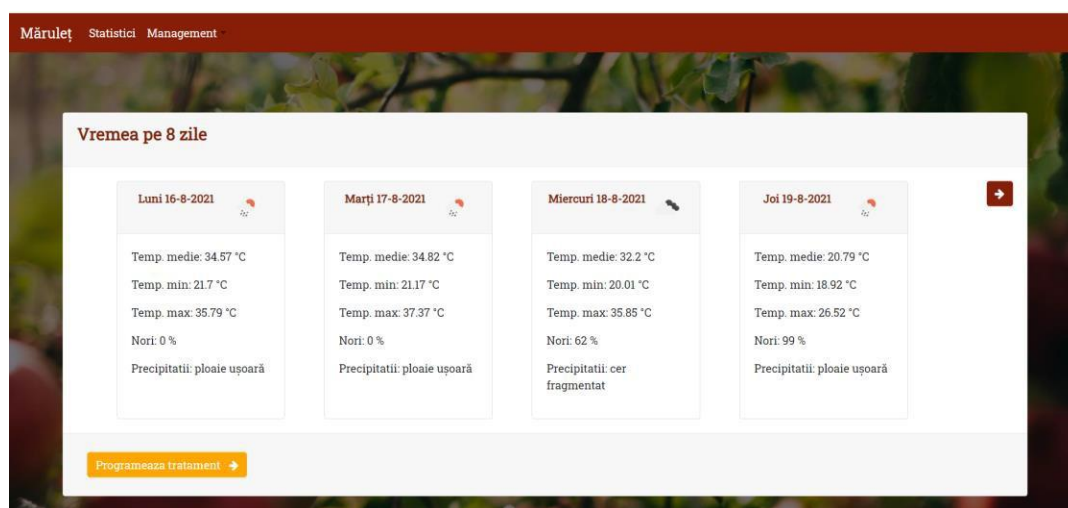 Măruleț Statistici Management
Vremea pe 8 zile
Luni 16-8-2021
Temp. medie: 34.57 °C
Temp. min: 21.7 °C
Temp. max: 35.79 °C
Nori: 0 %
Precipitatii: ploaie ușoară
Marți 17-8-2021
Temp. medie: 34.82 °C
Temp. min: 21.17 °C
Temp. max: 37.37 °C
Nori: 0 %
Precipitatii: ploaie ușoară
Miercuri 18-8-2021
Temp. medie: 32.2 °C
Temp. min: 20.01 °C
Temp. max: 35.85 °C
Nori: 62 %
Precipitatii: cer
fragmentat
Joi 19-8-2021
Temp. medie: 20.79 °C
Temp. min: 18.92 °C
Temp. max: 26.52 °C
Nori: 99 %
Precipitatii: ploaie ușoară
Programeaza tratament